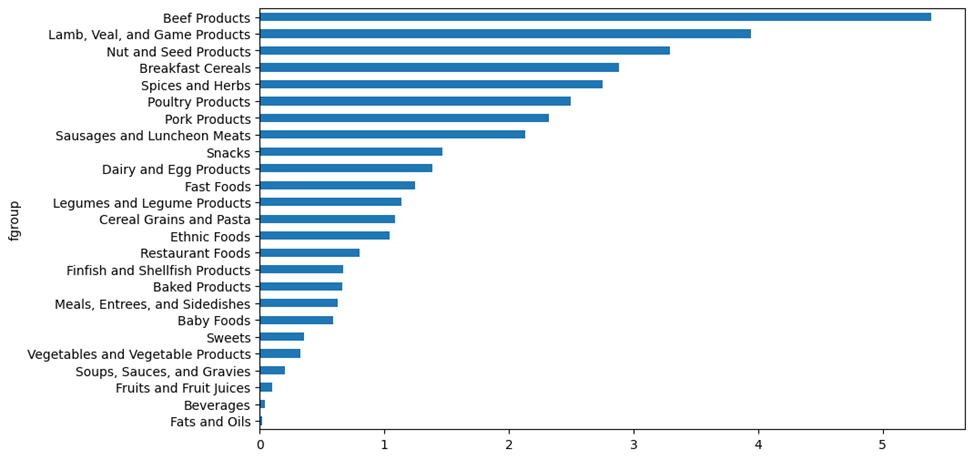 Beef Products
Lamb, Veal, and Game Products
Nut and Seed Products
Breakfast Cereals
Spices and Herbs
Poultry Products
Pork Products
Sausages and Luncheon Meats
Snacks
Dairy and Egg Products
Fast Foods
Legumes and Legume Products
Cereal Grains and Pasta
Ethnic Foods
Restaurant Foods
Finfish and Shellfish Products
Baked Products
Meals, Entrees, and Sidedishes
Baby Foods
Sweets
Vegetables and Vegetable Products
Soups, Sauces, and Gravies
Fruits and Fruit Juices
Beverages
Fats and Oils
fgroup
0 1 2 3 4 5